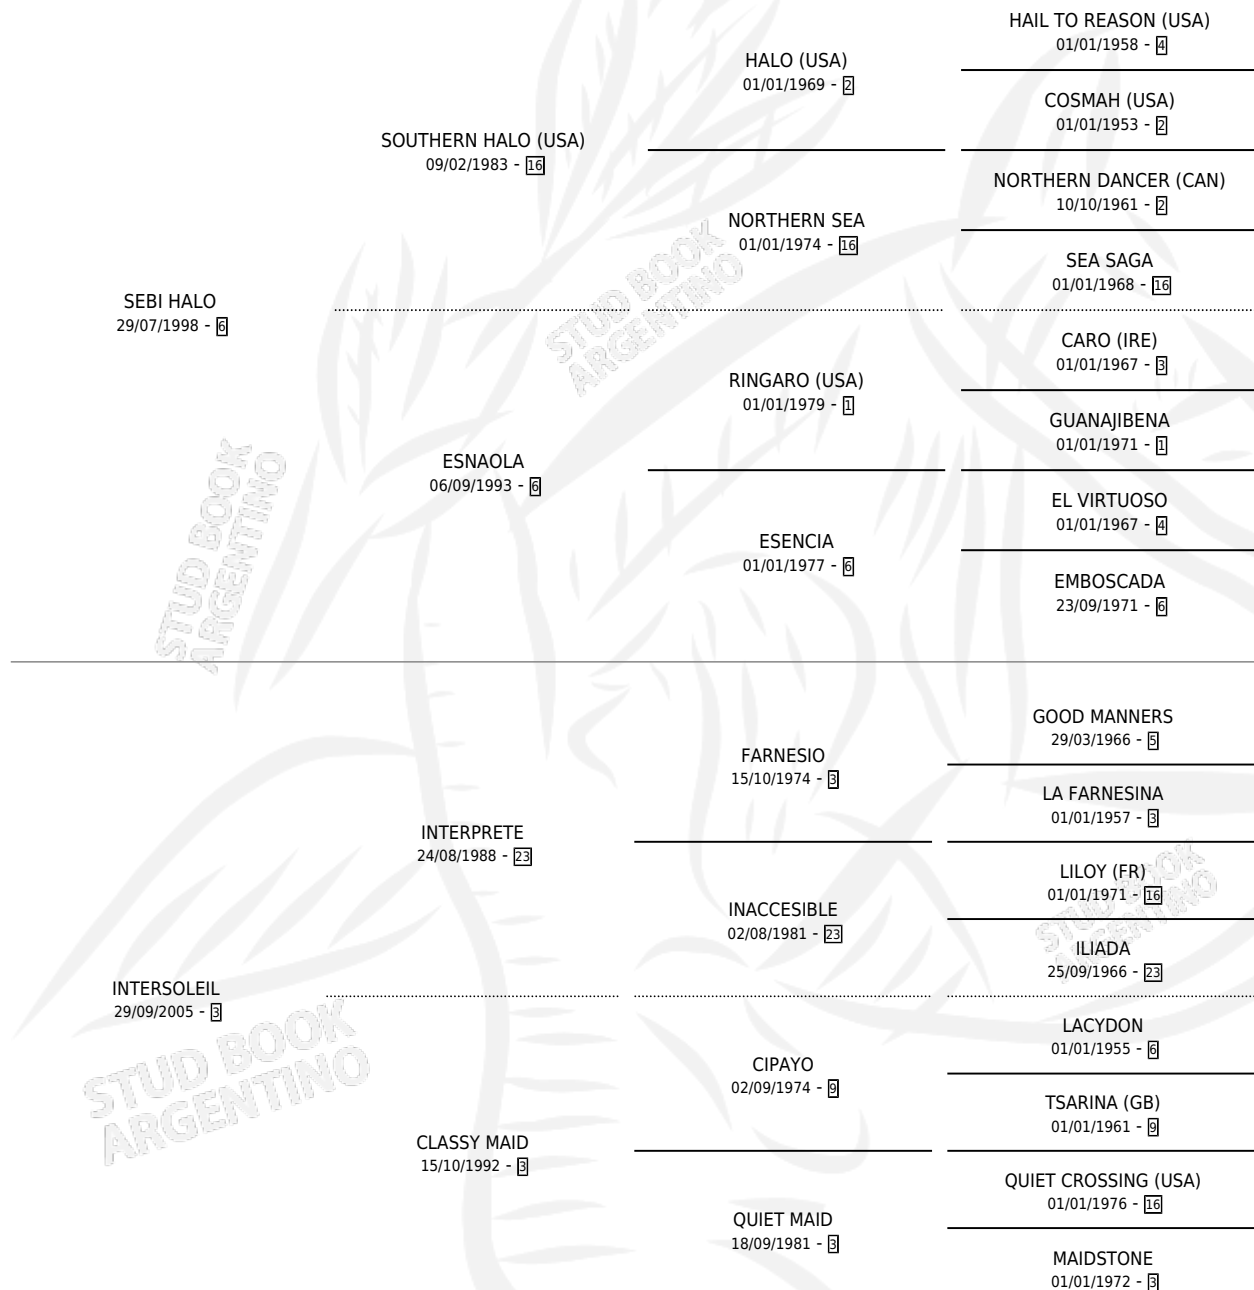 HAIL TO REASON (USA)
01/01/1958 - 4
HALO (USA)
01/01/1969 - 2
COSMAH (USA)
01/01/1953 - 2
SOUTHERN HALO (USA)
09/02/1983 - 16
NORTHERN DANCER (CAN)
10/10/1961 - 2
NORTHERN SEA
01/01/1974 - 16
SEA SAGA
01/01/1968 - 16
SEBI HALO
29/07/1998 - 6
CARO (IRE)
01/01/1967 - 3
RINGARO (USA)
01/01/1979 - 1
GUANAJIBENA
01/01/1971 - 1
ESNAOLA
06/09/1993 - 6
EL VIRTUOSO
01/01/1967 - 4
ESENCIA
01/01/1977 - 6
EMBOSCADA
23/09/1971 - 6
GOOD MANNERS
29/03/1966 - 5
FARNESIO
15/10/1974 - 3
LA FARNESINA
01/01/1957 - 3
INTERPRETE
24/08/1988 - 23
LILOY (FR)
01/01/1971 - 16
INACCESIBLE
02/08/1981 - 23
ILIADA
25/09/1966 - 23
INTERSOLEIL
29/09/2005 - 3
LACYDON
01/01/1955 - 6
CIPAYO
02/09/1974 - 9
TSARINA (GB)
01/01/1961 - 9
CLASSY MAID
15/10/1992 - 3
QUIET CROSSING (USA)
01/01/1976 - 16
QUIET MAID
18/09/1981 - 3
MAIDSTONE
01/01/1972 - 3
STUD BOOK
ARGENTINO
STUD BOOK
ARGENTINO
STUD BOOK
ARGENTINO
STUD BOOK
ARGENTINO